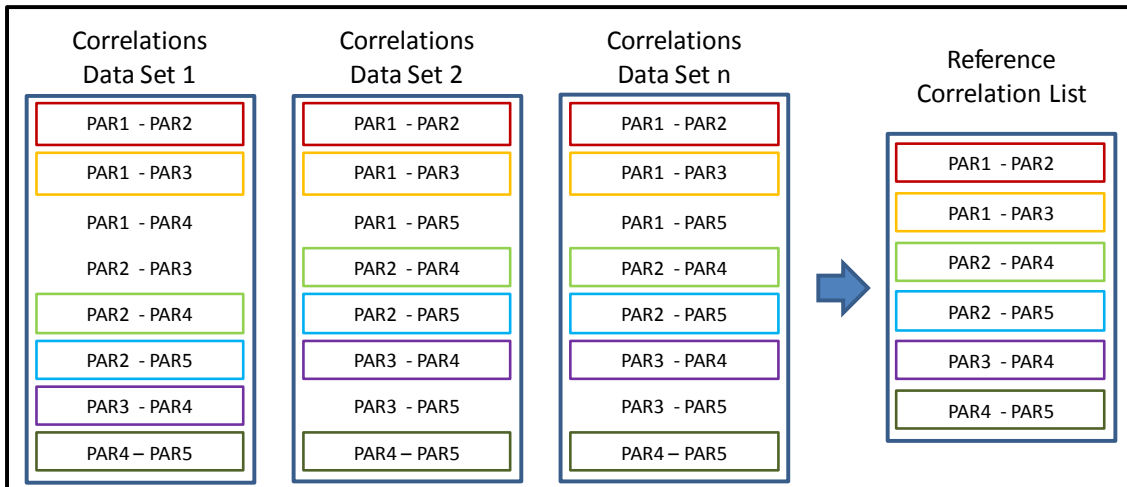 Correlations
Data Set 1
PAR1 - PAR2
PAR1 - PAR3
PAR1 - PAR4
PAR2 - PAR3
PAR2 - PAR4
PAR2 - PAR5
PAR3 - PAR4
PAR4 – PAR5
Correlations
Data Set 2
PAR1 - PAR2
PAR1 - PAR3
PAR1 - PAR5
PAR2 - PAR4
PAR2 - PAR5
PAR3 - PAR4
PAR3 - PAR5
PAR4 – PAR5
Correlations
Data Set n
PAR1 - PAR2
PAR1 - PAR3
PAR1 - PAR5
PAR2 - PAR4
PAR2 - PAR5
PAR3 - PAR4
PAR3 - PAR5
PAR4 – PAR5
Reference
Correlation List
PAR1 - PAR2
PAR1 - PAR3
PAR2 - PAR4
PAR2 - PAR5
PAR3 - PAR4
PAR4 - PAR5